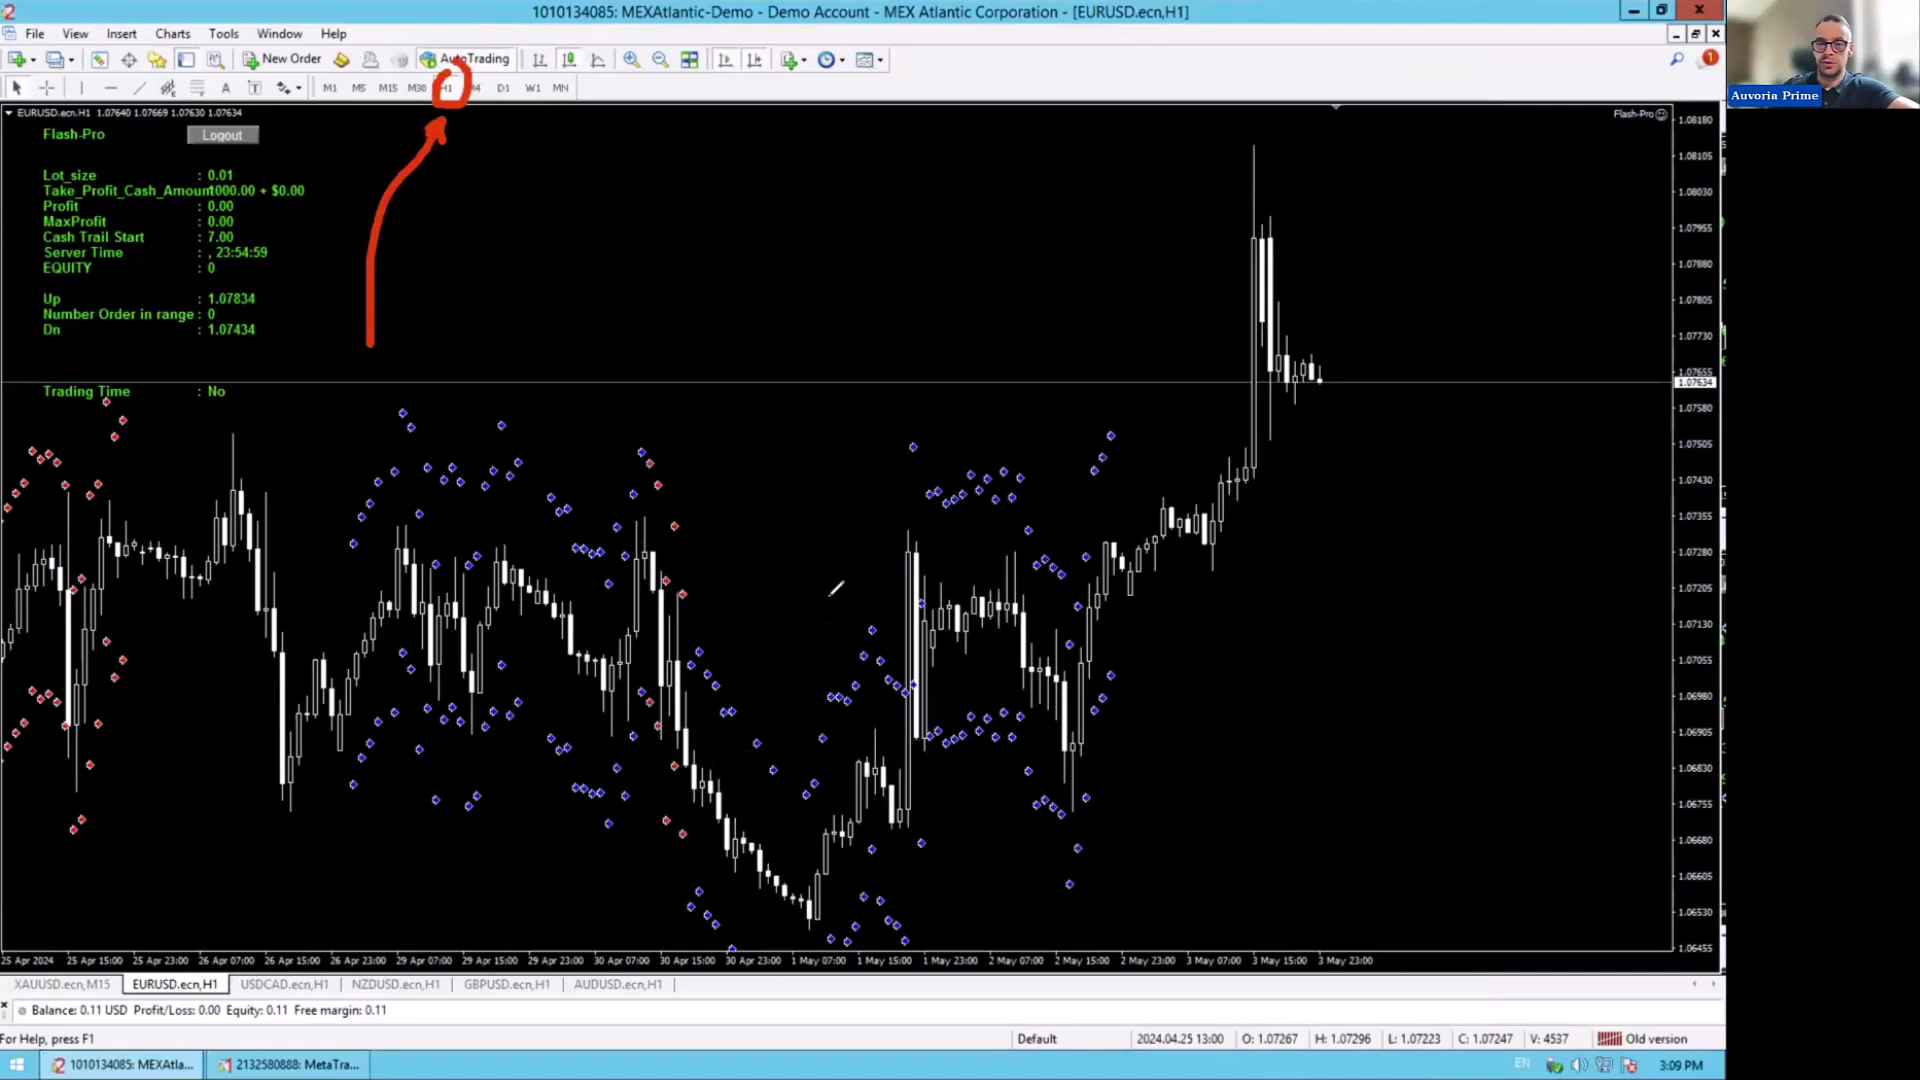 1010134085: MEXAtlantic-Demo - Demo Account - MEX Atlantic Corporation - [EURUSD.ecn,H1]
File View Insert Charts Tools Window Help
New Order AutoTrading
1
M1 M5 M15 M30 H1 H4 D1 W1 MN
Auvoria Prime
EURUSD.ecn,H1 1.07640 1.07669 1.07630 1.07634
Flash-Pro
Flash-Pro Logout
Lot_size : 0.01
Take_Profit_Cash_Amount1000.00 + $0.00
Profit : 0.00
MaxProfit : 0.00
Cash Trail Start : 7.00
Server Time : , 23:54:59
EQUITY : 0
Up : 1.07834
Number Order in range : 0
Dn : 1.07434
Trading Time : No
1.08180
1.08105
1.08030
1.07955
1.07880
1.07805
1.07730
1.07655
1.07634
1.07580
1.07505
1.07430
1.07355
1.07280
1.07205
1.07130
1.07055
1.06980
1.06905
1.06830
1.06755
1.06680
1.06605
1.06530
1.06455
25 Apr 2024 25 Apr 15:00 25 Apr 23:00 26 Apr 07:00 26 Apr 15:00 26 Apr 23:00 29 Apr 07:00 29 Apr 15:00 29 Apr 23:00 30 Apr 07:00 30 Apr 15:00 30 Apr 23:00 1 May 07:00 1 May 15:00 1 May 23:00 2 May 07:00 2 May 15:00 2 May 23:00 3 May 07:00 3 May 15:00 3 May 23:00
XAUUSD.ecn,M15 EURUSD.ecn,H1 USDCAD.ecn,H1 NZDUSD.ecn,H1 GBPUSD.ecn,H1 AUDUSD.ecn,H1
Balance: 0.11 USD Profit/Loss: 0.00 Equity: 0.11 Free margin: 0.11
For Help, press F1 Default 2024.04.25 13:00 O: 1.07267 H: 1.07296 L: 1.07223 C: 1.07247 V: 4537 Old version
1010134085: MEXAtla... 2132580888: MetaTra... EN 3:09 PM